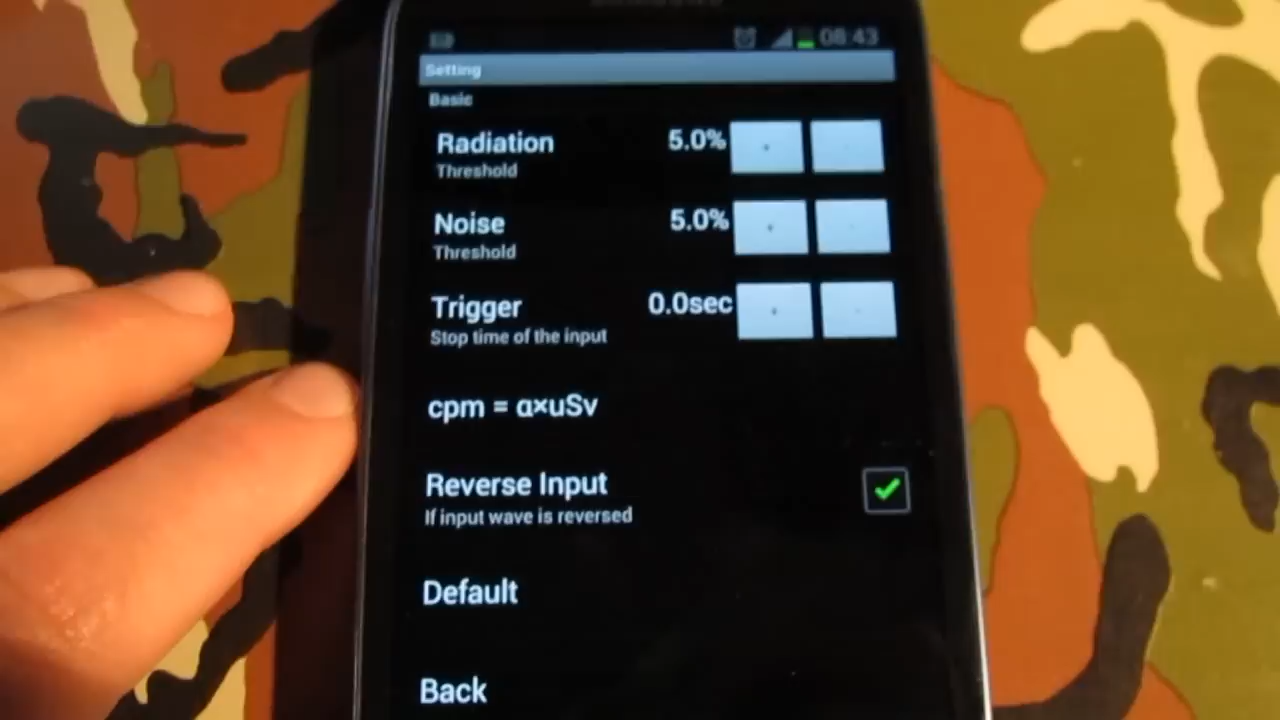 08:43
Setting
Basic
Radiation 5.0%
Threshold
Noise 5.0%
Threshold
Trigger 0.0sec
Stop time of the input
cpm = α×uSv
Reverse Input
If input wave is reversed
Default
Back